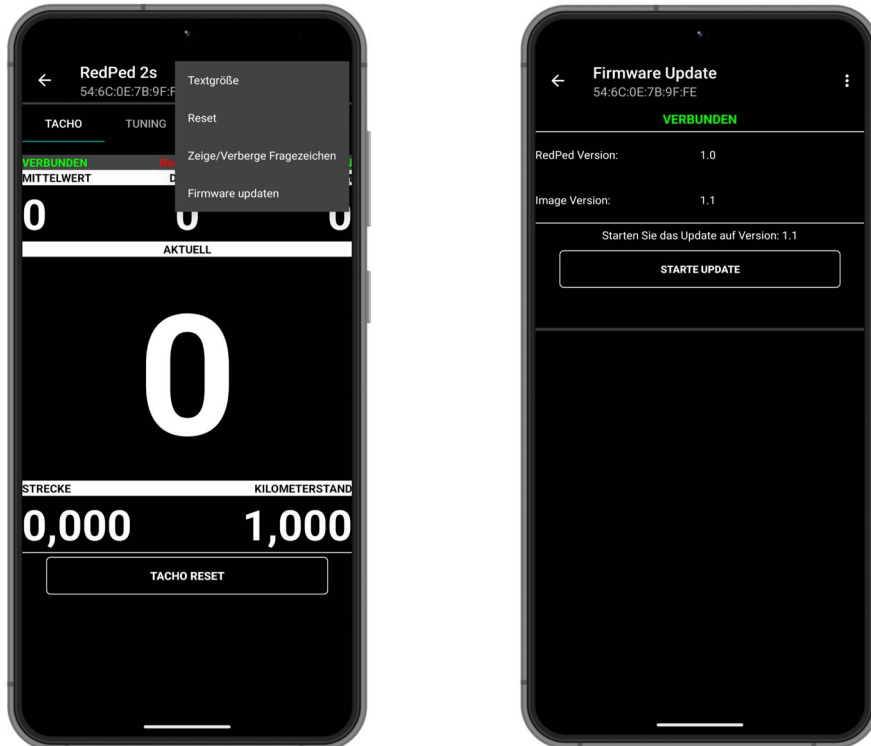 RedPed 2s
54:6C:0E:7B:9F:F
Textgröße
TACHO
TUNING
Reset
VERBUNDEN
Zeige/Verberge Fragezeichen
MITTELWERT
Firmware updaten
0
0
0
AKTUELL
0
STRECKE
KILOMETERSTAND
0,000
1,000
TACHO RESET
Firmware Update
54:6C:0E:7B:9F:FE
VERBUNDEN
RedPed Version:
1.0
Image Version:
1.1
Starten Sie das Update auf Version: 1.1
STARTE UPDATE